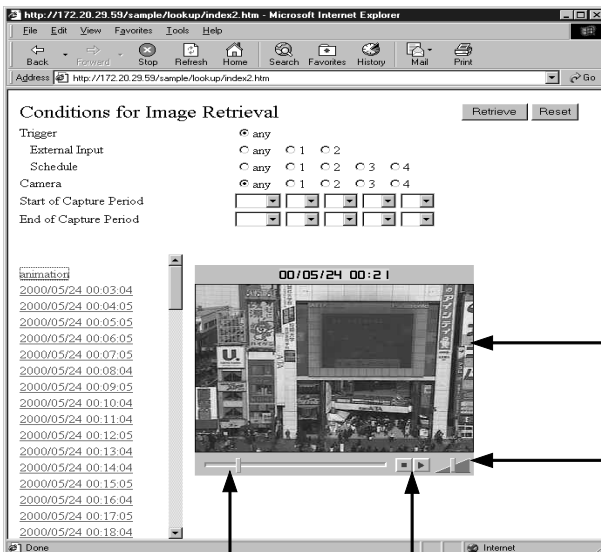 http://172.20.29.59/sample/lookup/index2.htm - Microsoft Internet Explorer
File Edit View Favorites Tools Help
Back Forward Stop Refresh Home Search Favorites History Mail Print
Address http://172.20.29.59/sample/lookup/index2.htm Go
Conditions for Image Retrieval Retrieve Reset
Trigger any
External Input any 1 2
Schedule any 1 2 3 4
Camera any 1 2 3 4
Start of Capture Period
End of Capture Period
animation
00/05/24 00:21
2000/05/24 00:03:04
2000/05/24 00:04:05
2000/05/24 00:05:05
2000/05/24 00:06:05
2000/05/24 00:07:05
2000/05/24 00:08:04
2000/05/24 00:09:05
2000/05/24 00:10:04
2000/05/24 00:11:04
2000/05/24 00:12:05
2000/05/24 00:13:04
2000/05/24 00:14:04
2000/05/24 00:15:05
2000/05/24 00:16:04
2000/05/24 00:17:05
2000/05/24 00:18:04
U.
ALTA
Done Internet